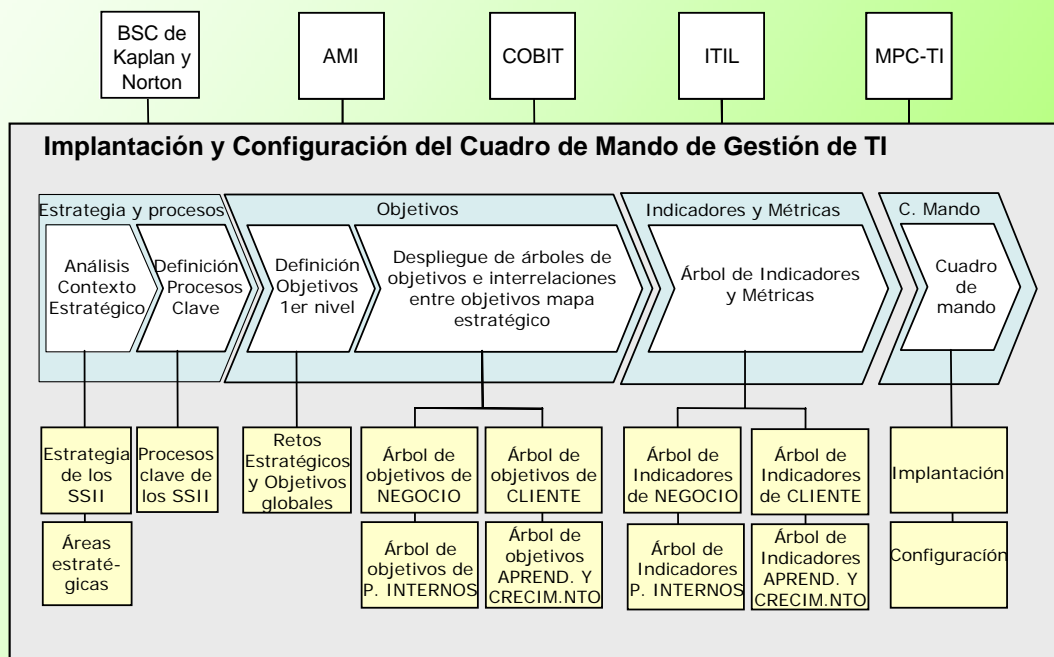 BSC de
Kaplan y
Norton
AMI
COBIT
ITIL
MPC-TI
Implantación y Configuración del Cuadro de Mando de Gestión de TI
Estrategia y procesos
Objetivos
Indicadores y Métricas
C. Mando
Análisis
Contexto
Estratégico
Definición
Procesos
Clave
Definición
Objetivos
1er nivel
Despliegue de árboles de
objetivos e interrelaciones
entre objetivos mapa
estratégico
Árbol de Indicadores
y Métricas
Cuadro
de
mando
Estrategia
de los
SSII
Procesos
clave de
los SSII
Retos
Estratégicos
y Objetivos
globales
Árbol de
objetivos de
NEGOCIO
Árbol de
objetivos de
CLIENTE
Árbol de
Indicadores
de NEGOCIO
Árbol de
Indicadores
de CLIENTE
Implantación
Áreas
estraté-
gicas
Árbol de
objetivos de
P. INTERNOS
Árbol de
objetivos
APREND. Y
CRECIM.NTO
Árbol de
Indicadores
P. INTERNOS
Árbol de
Indicadores
APREND. Y
CRECIM.NTO
Configuración